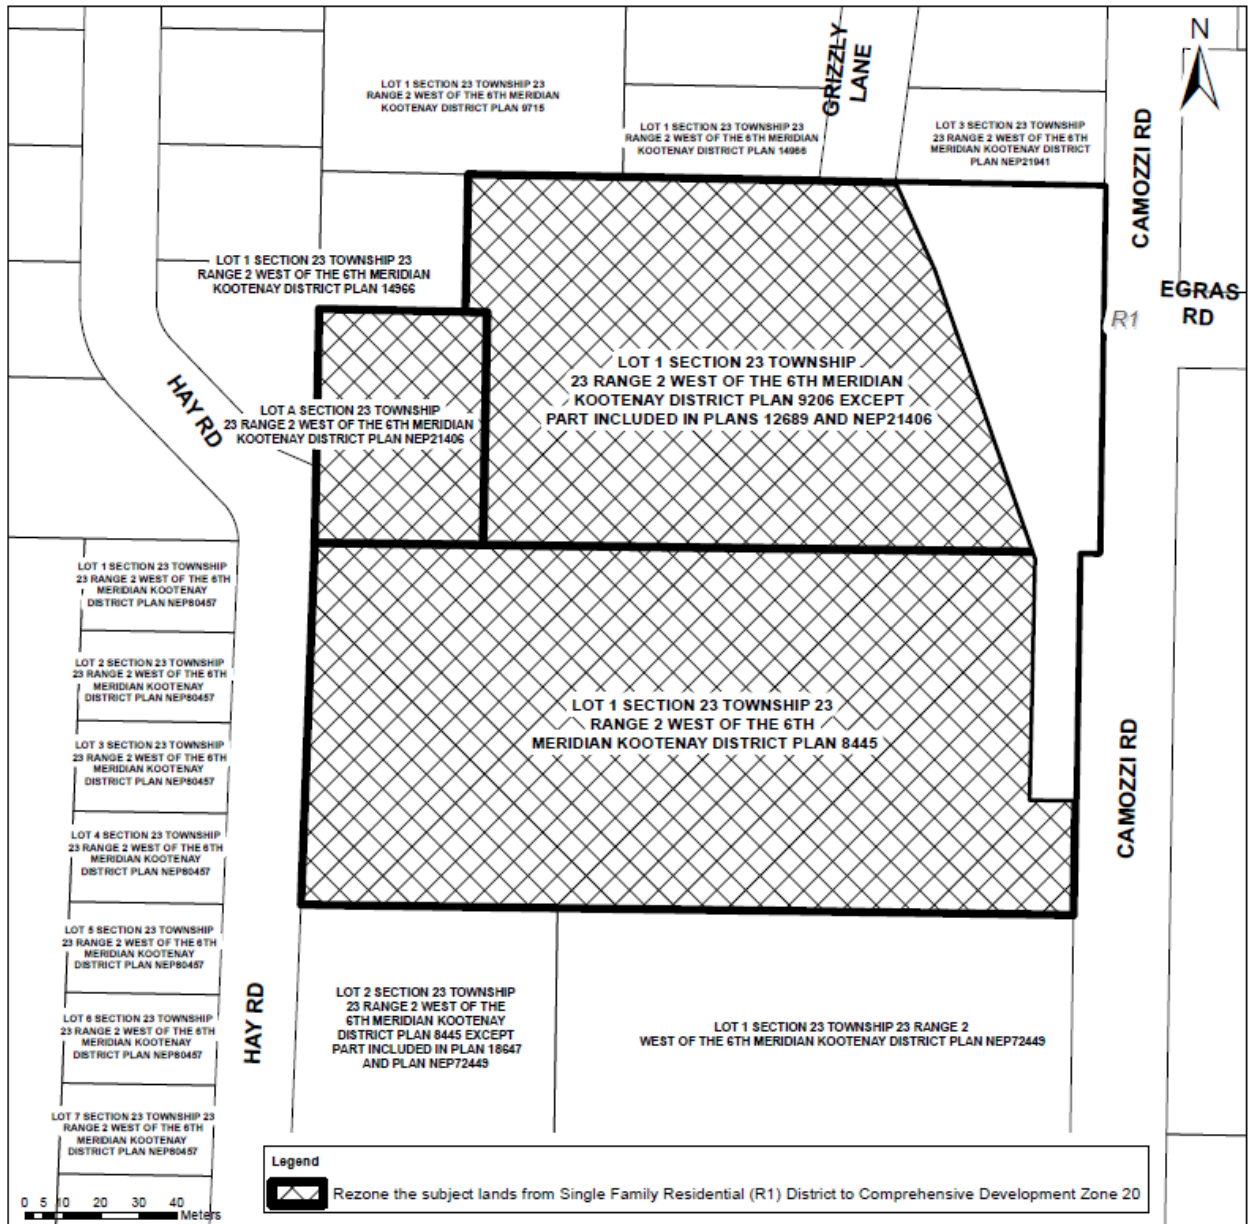 N
GRIZZLY
LANE
LOT 1 SECTION 23 TOWNSHIP 23
RANGE 2 WEST OF THE 6TH MERIDIAN
KOOTENAY DISTRICT PLAN 9715
LOT 1 SECTION 23 TOWNSHIP 23
RANGE 2 WEST OF THE 6TH MERIDIAN
KOOTENAY DISTRICT PLAN 14966
LOT 3 SECTION 23 TOWNSHIP
23 RANGE 2 WEST OF THE 6TH
MERIDIAN KOOTENAY DISTRICT
PLAN NEP21941
CAMOZZI RD
LOT 1 SECTION 23 TOWNSHIP 23
RANGE 2 WEST OF THE 6TH MERIDIAN
KOOTENAY DISTRICT PLAN 14966
EGRAS
RD
R1
LOT 1 SECTION 23 TOWNSHIP
23 RANGE 2 WEST OF THE 6TH MERIDIAN
KOOTENAY DISTRICT PLAN 9206 EXCEPT
PART INCLUDED IN PLANS 12689 AND NEP21406
HAY RD
LOT A SECTION 23 TOWNSHIP
23 RANGE 2 WEST OF THE 6TH MERIDIAN
KOOTENAY DISTRICT PLAN NEP21406
LOT 1 SECTION 23 TOWNSHIP
23 RANGE 2 WEST OF THE 6TH
MERIDIAN KOOTENAY
DISTRICT PLAN NEP80457
LOT 2 SECTION 23 TOWNSHIP
23 RANGE 2 WEST OF THE 6TH
MERIDIAN KOOTENAY
DISTRICT PLAN NEP80457
LOT 1 SECTION 23 TOWNSHIP 23
RANGE 2 WEST OF THE 6TH
MERIDIAN KOOTENAY DISTRICT PLAN 8445
LOT 3 SECTION 23 TOWNSHIP
23 RANGE 2 WEST OF THE 6TH
MERIDIAN KOOTENAY
DISTRICT PLAN NEP80457
CAMOZZI RD
LOT 4 SECTION 23 TOWNSHIP
23 RANGE 2 WEST OF THE 6TH
MERIDIAN KOOTENAY
DISTRICT PLAN NEP80457
LOT 5 SECTION 23 TOWNSHIP
23 RANGE 2 WEST OF THE 6TH
MERIDIAN KOOTENAY
DISTRICT PLAN NEP80457
HAY RD
LOT 2 SECTION 23 TOWNSHIP
23 RANGE 2 WEST OF THE
6TH MERIDIAN KOOTENAY
DISTRICT PLAN 8445 EXCEPT
PART INCLUDED IN PLAN 18647
AND PLAN NEP72449
LOT 1 SECTION 23 TOWNSHIP 23 RANGE 2
WEST OF THE 6TH MERIDIAN KOOTENAY DISTRICT PLAN NEP72449
LOT 6 SECTION 23 TOWNSHIP
23 RANGE 2 WEST OF THE 6TH
MERIDIAN KOOTENAY
DISTRICT PLAN NEP80457
LOT 7 SECTION 23 TOWNSHIP 23
RANGE 2 WEST OF THE 6TH
MERIDIAN KOOTENAY
DISTRICT PLAN NEP80457
Legend
Rezone the subject lands from Single Family Residential (R1) District to Comprehensive Development Zone 20
0 5 10 20 30 40
Meters